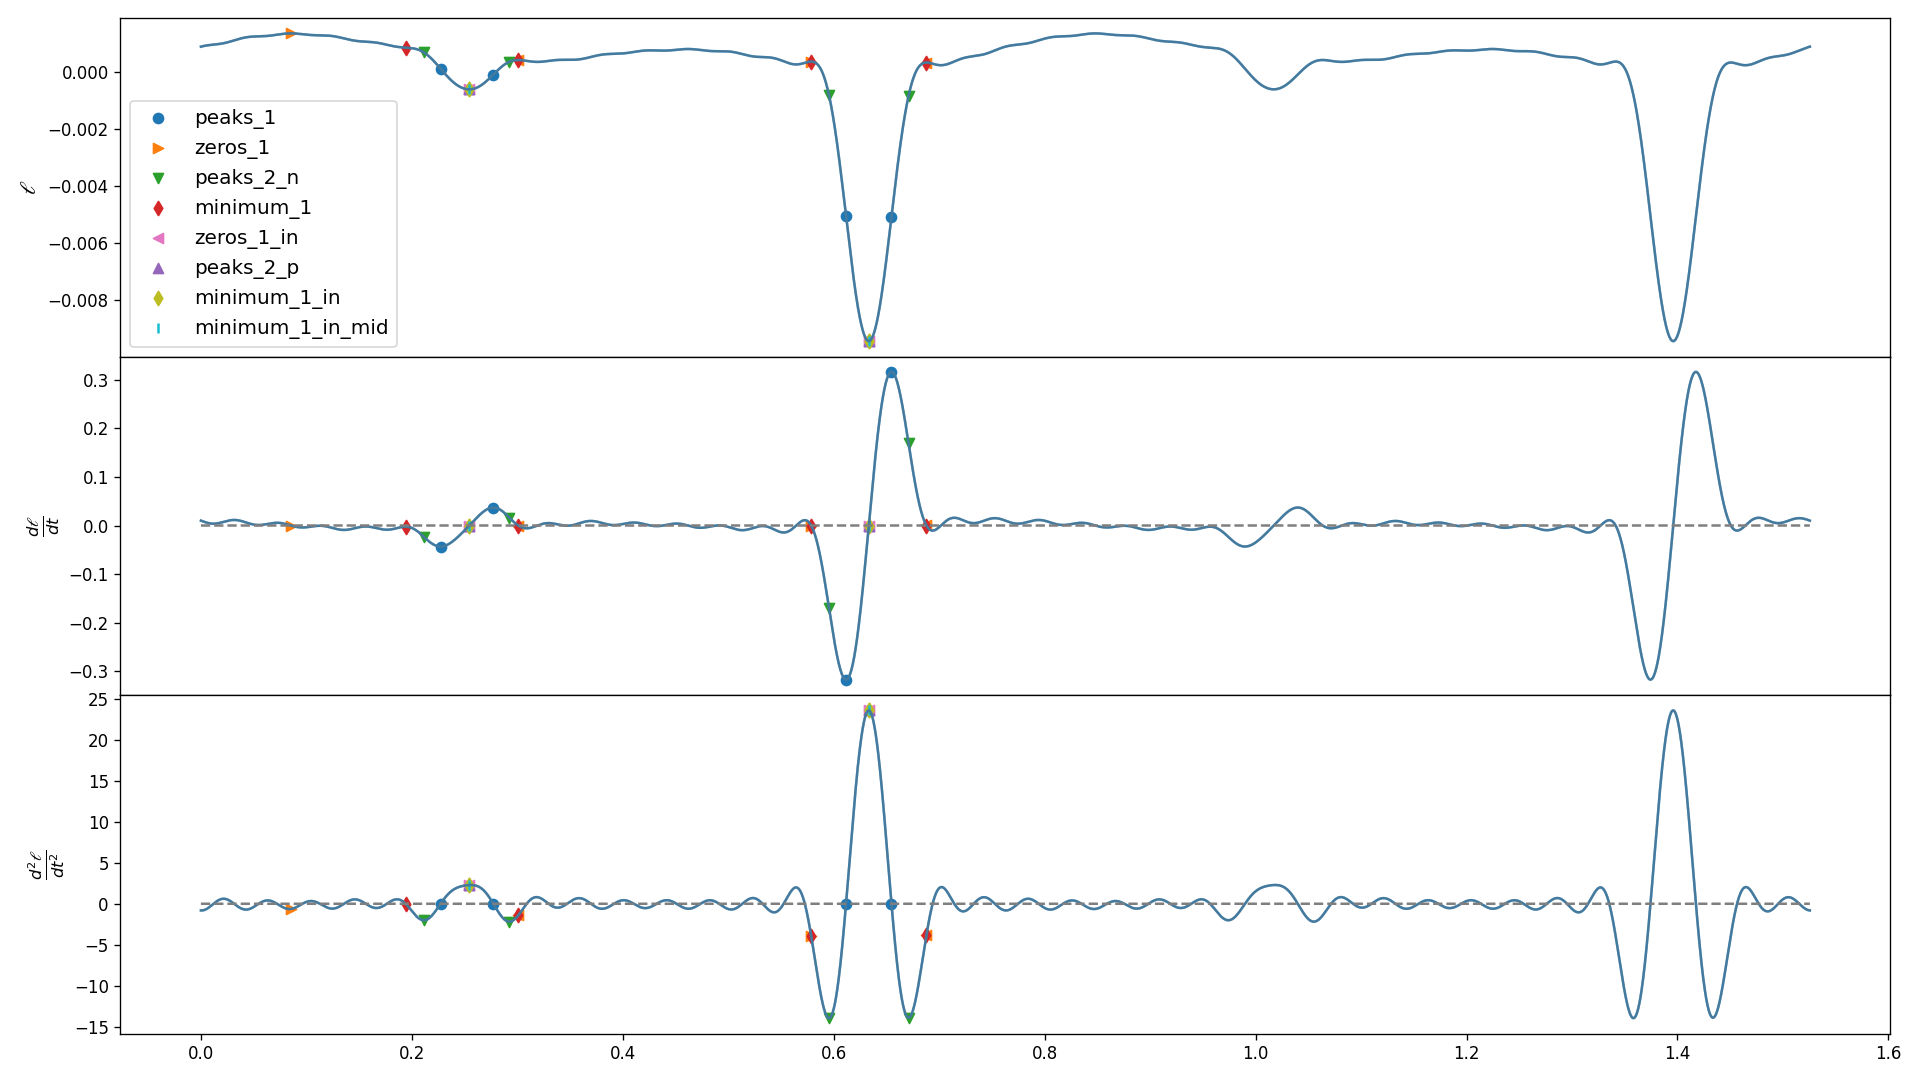 0.000
−0.002
−0.004
−0.006
−0.008
ℓ
peaks_1
zeros_1
peaks_2_n
minimum_1
zeros_1_in
peaks_2_p
minimum_1_in
minimum_1_in_mid
0.3
0.2
0.1
0.0
−0.1
−0.2
−0.3
dℓ
dt
25
20
15
10
5
0
−5
−10
−15
d²ℓ
dt²
0.0 0.2 0.4 0.6 0.8 1.0 1.2 1.4 1.6